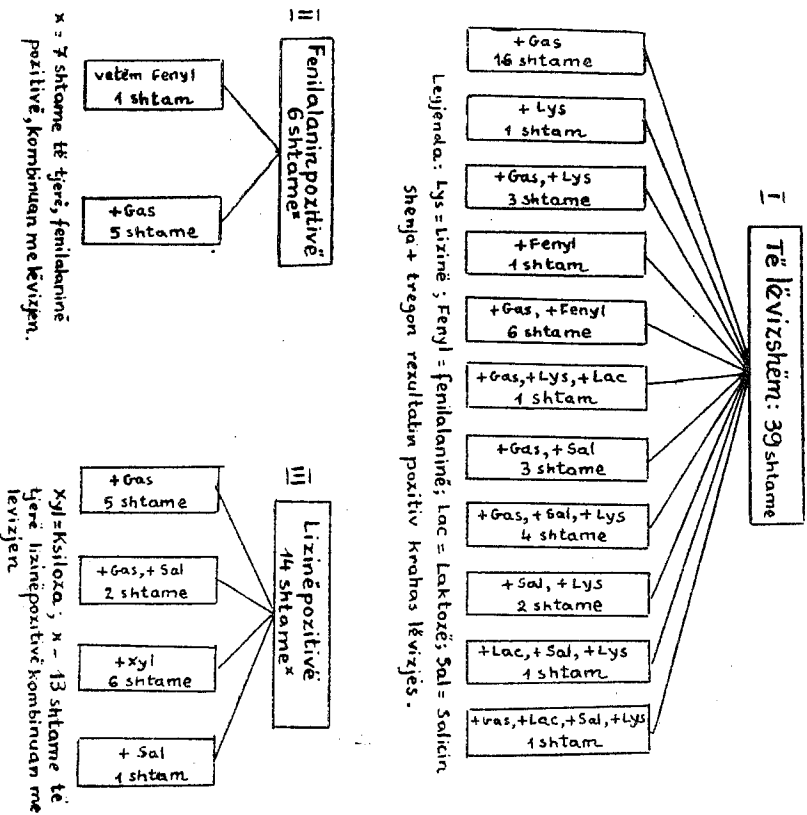 I
Të lëvizshëm: 39 shtame
+Gas
16 shtame
+ Lys
1 shtam
+Gas, +Lys
3 shtame
+Fenyl
1 shtam
+Gas, +Fenyl
6 shtame
+Gas,+Lys,+Lac
1 shtam
+Gas, +Sal
3 shtame
+Gas, +Sal, +Lys
4 shtame
+Sal, +Lys
2 shtame
+Lac, +Sal, +Lys
1 shtam
+Gas,+Lac,+Sal,+Lys
1 shtam
Legjenda: Lys = Lizinë ; Fenyl = fenilalaninë; Lac = Laktozë; Sal = Salicin
shenja + tregon rezultatin pozitiv krahas lëvizjes.
II
Fenilalaninpozitivë
6 shtameˣ
vetëm Fenyl
1 shtam
+Gas
5 shtame
x = 7 shtame të tjerë, fenilalaninë
pozitivë, kombinuan me lëvizjen.
III
Lizinëpozitivë
14 shtameˣ
+Gas
5 shtame
+Gas, + Sal
2 shtame
+Xyl
6 shtame
+ Sal
1 shtam
Xyl=Ksiloza ; x - 13 shtame të
tjerë lizinëpozitivë kombinuan me
lëvizjen